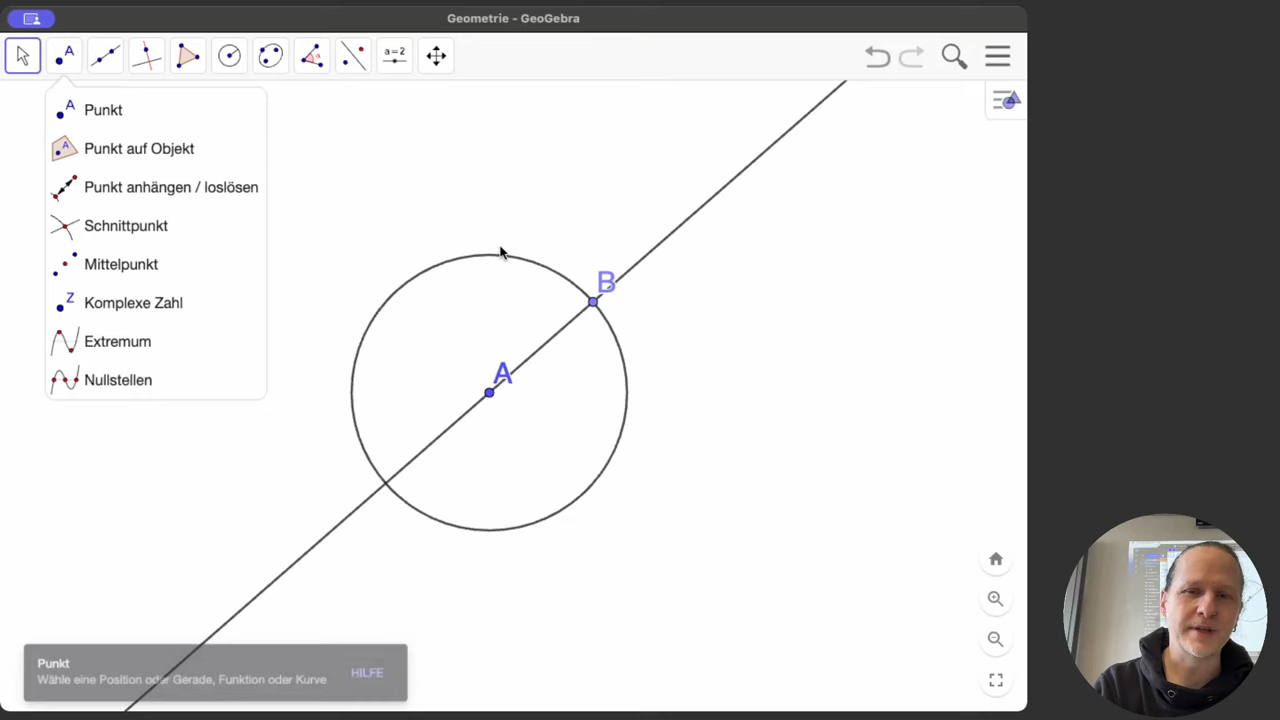 Geometrie - GeoGebra
A
a=2
Punkt
Punkt auf Objekt
Punkt anhängen / loslösen
Schnittpunkt
Mittelpunkt
Komplexe Zahl
Extremum
Nullstellen
B
A
Punkt
Wähle eine Position oder Gerade, Funktion oder Kurve
HILFE